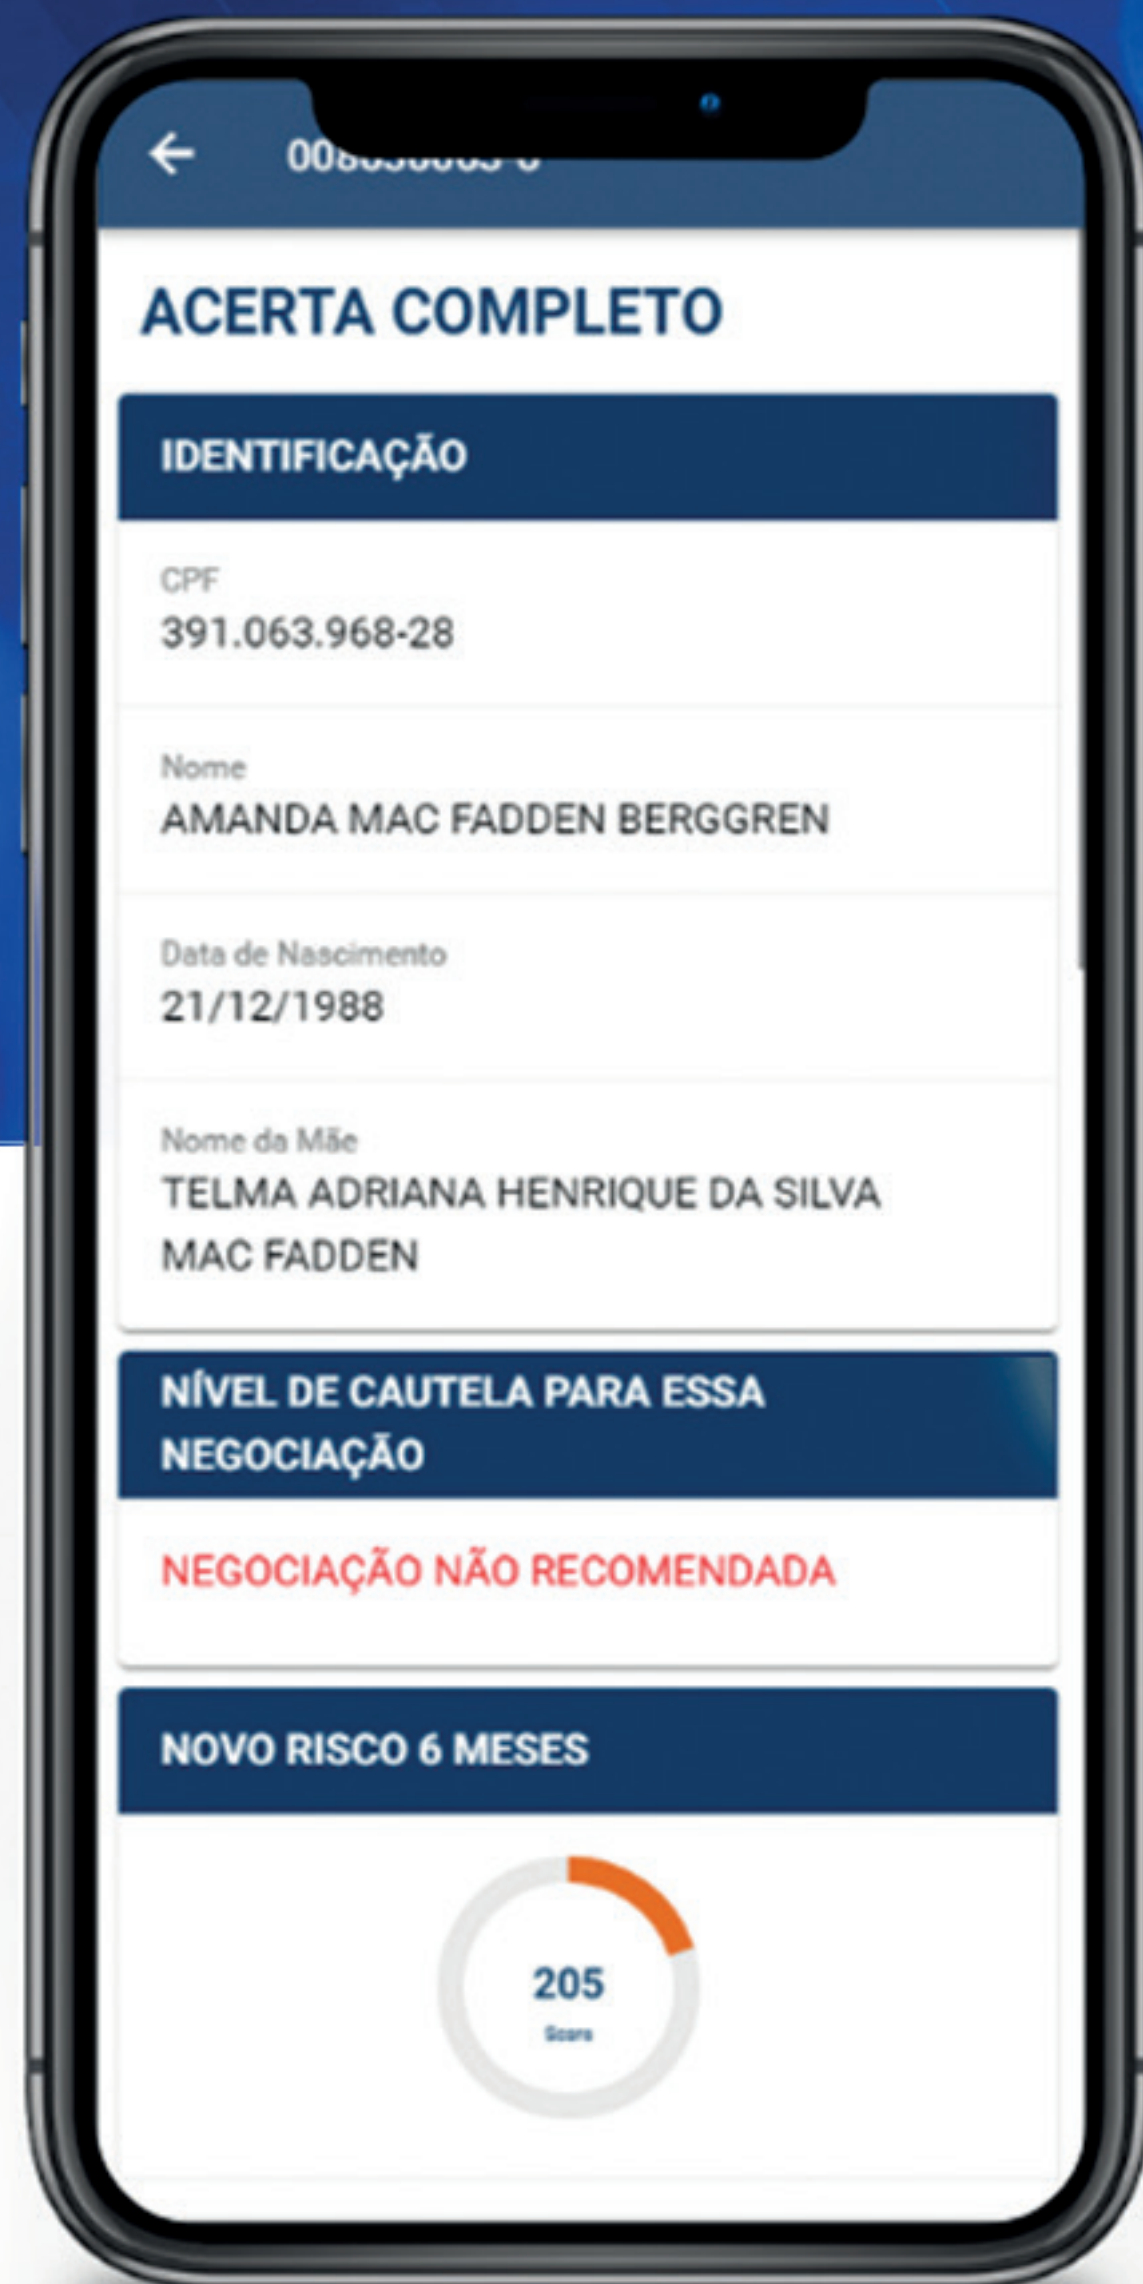 ACERTA COMPLETO
IDENTIFICAÇÃO
CPF
391.063.968-28
Nome
AMANDA MAC FADDEN BERGGREN
Data de Nascimento
21/12/1988
Nome da Mãe
TELMA ADRIANA HENRIQUE DA SILVA
MAC FADDEN
NÍVEL DE CAUTELA PARA ESSA
NEGOCIAÇÃO
NEGOCIAÇÃO NÃO RECOMENDADA
NOVO RISCO 6 MESES
205
Score